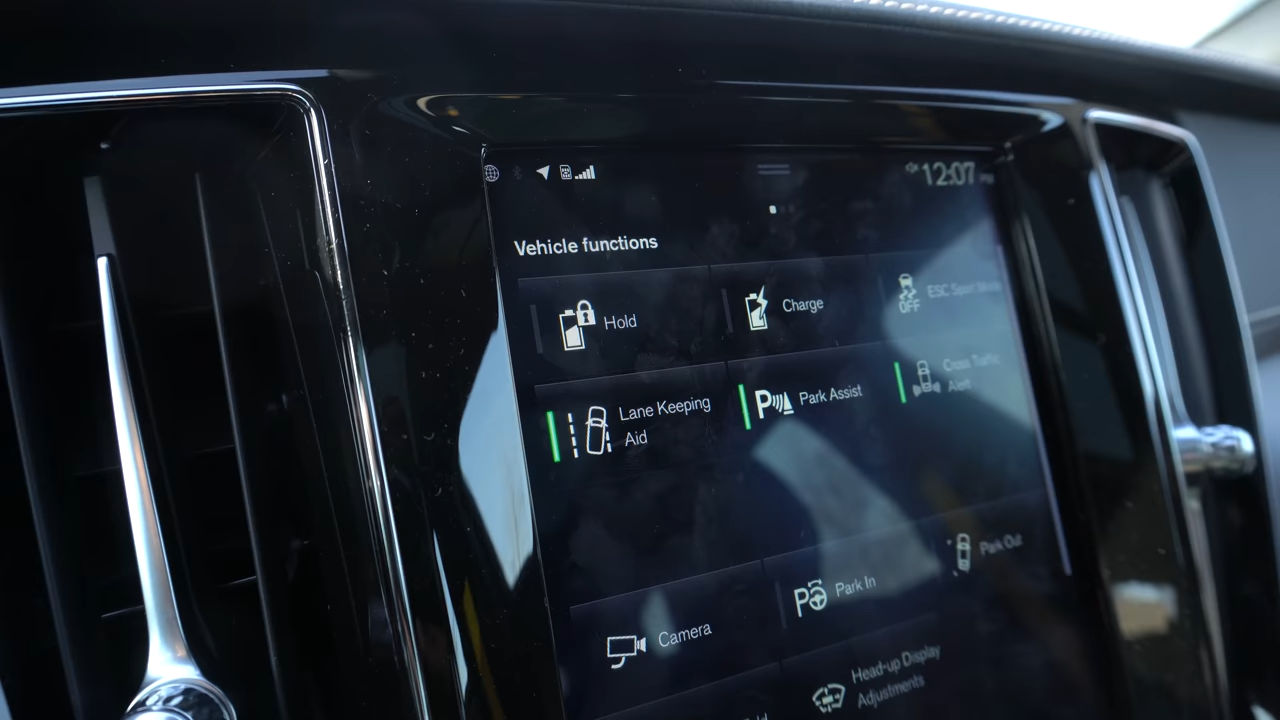 12:07
Vehicle functions
Hold
Charge
OFF
ESC Sport Mode
Lane Keeping
Aid
P
Park Assist
Cross Traffic
Alert
Camera
P
Park In
Park Out
Head-up Display
Adjustments